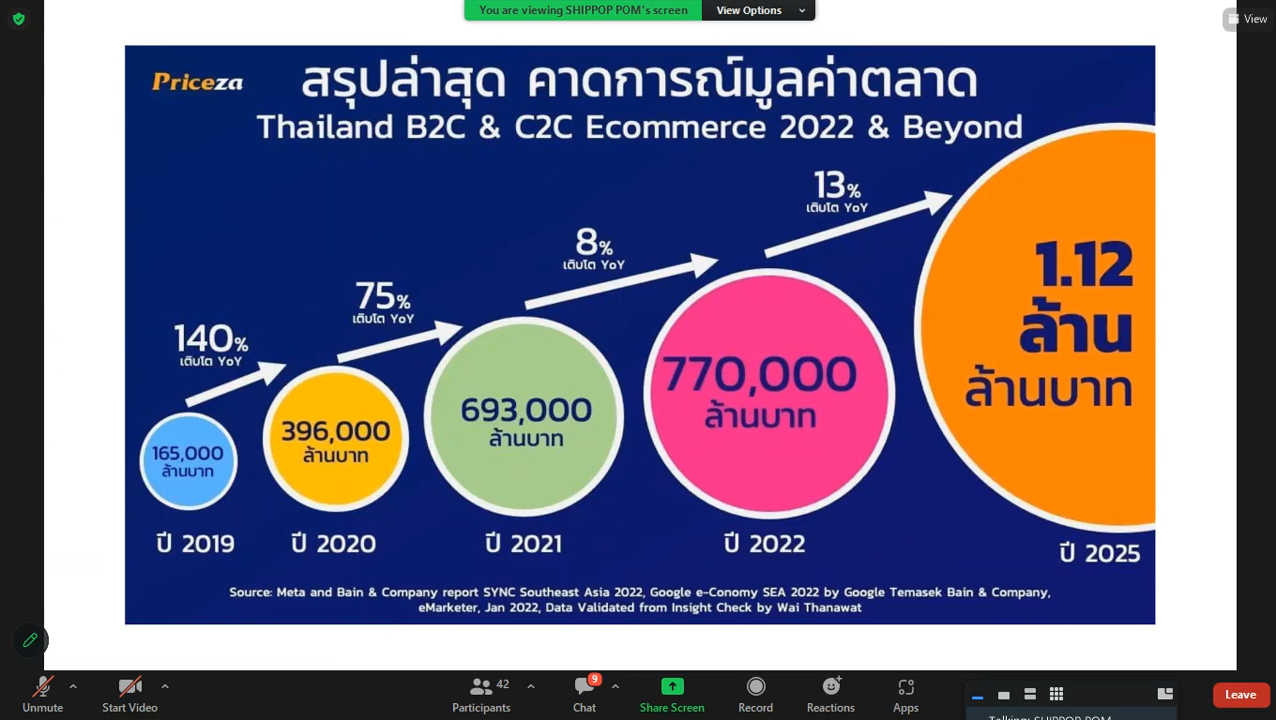 You are viewing SHIPPOP POM's screen
View Options
View
Priceza
สรุปล่าสุด คาดการณ์มูลค่าตลาด
Thailand B2C & C2C Ecommerce 2022 & Beyond
140%
เติบโต YoY
75%
เติบโต YoY
8%
เติบโต YoY
13%
เติบโต YoY
165,000
ล้านบาท
396,000
ล้านบาท
693,000
ล้านบาท
770,000
ล้านบาท
1.12
ล้าน
ล้านบาท
ปี 2019
ปี 2020
ปี 2021
ปี 2022
ปี 2025
Source: Meta and Bain & Company report SYNC Southeast Asia 2022, Google e-Conomy SEA 2022 by Google Temasek Bain & Company,
eMarketer, Jan 2022, Data Validated from Insight Check by Wai Thanawat
Unmute
Start Video
42
Participants
9
Chat
Share Screen
Record
Reactions
Apps
Leave
Talking: SHIPPOP POM